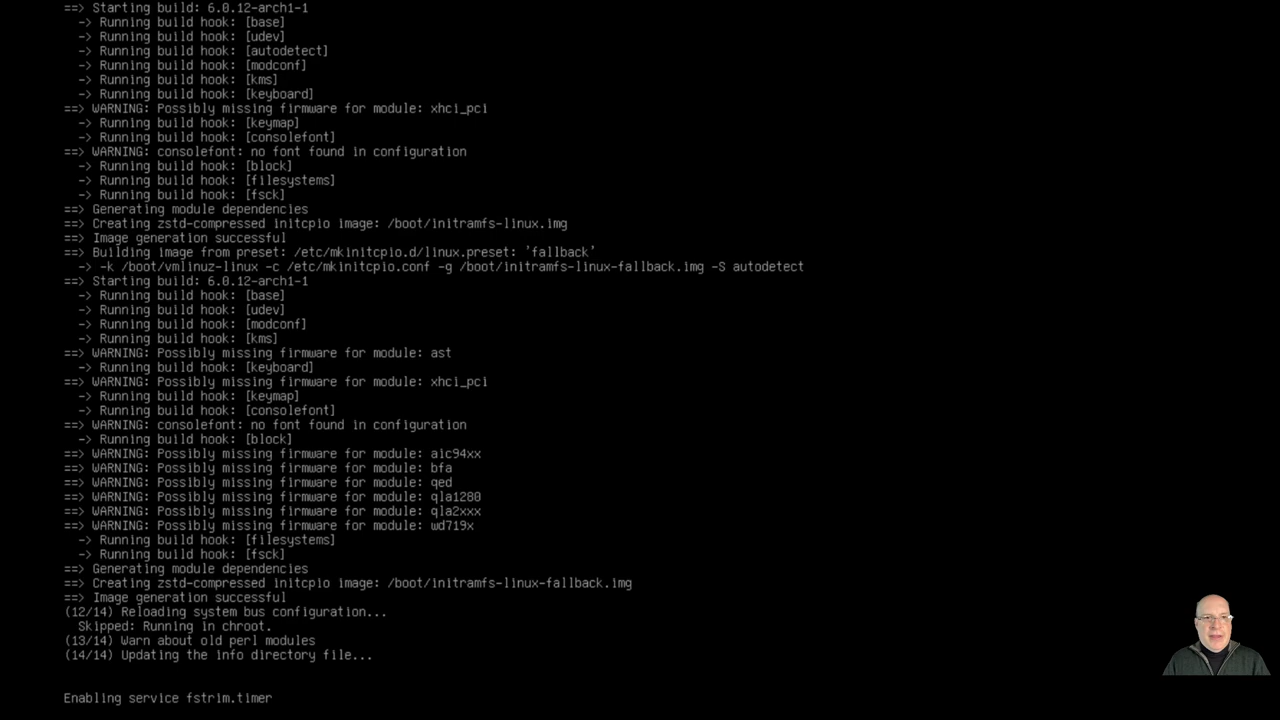 ==> Starting build: 6.0.12-arch1-1
-> Running build hook: [base]
-> Running build hook: [udev]
-> Running build hook: [autodetect]
-> Running build hook: [modconf]
-> Running build hook: [kms]
-> Running build hook: [keyboard]
==> WARNING: Possibly missing firmware for module: xhci_pci
-> Running build hook: [keymap]
-> Running build hook: [consolefont]
==> WARNING: consolefont: no font found in configuration
-> Running build hook: [block]
-> Running build hook: [filesystems]
-> Running build hook: [fsck]
==> Generating module dependencies
==> Creating zstd-compressed initcpio image: /boot/initramfs-linux.img
==> Image generation successful
==> Building image from preset: /etc/mkinitcpio.d/linux.preset: 'fallback'
-> -k /boot/vmlinuz-linux -c /etc/mkinitcpio.conf -g /boot/initramfs-linux-fallback.img -S autodetect
==> Starting build: 6.0.12-arch1-1
-> Running build hook: [base]
-> Running build hook: [udev]
-> Running build hook: [modconf]
-> Running build hook: [kms]
==> WARNING: Possibly missing firmware for module: ast
-> Running build hook: [keyboard]
==> WARNING: Possibly missing firmware for module: xhci_pci
-> Running build hook: [keymap]
-> Running build hook: [consolefont]
==> WARNING: consolefont: no font found in configuration
-> Running build hook: [block]
==> WARNING: Possibly missing firmware for module: aic94xx
==> WARNING: Possibly missing firmware for module: bfa
==> WARNING: Possibly missing firmware for module: qed
==> WARNING: Possibly missing firmware for module: qla1280
==> WARNING: Possibly missing firmware for module: qla2xxx
==> WARNING: Possibly missing firmware for module: wd719x
-> Running build hook: [filesystems]
-> Running build hook: [fsck]
==> Generating module dependencies
==> Creating zstd-compressed initcpio image: /boot/initramfs-linux-fallback.img
==> Image generation successful
(12/14) Reloading system bus configuration...
Skipped: Running in chroot.
(13/14) Warn about old perl modules
(14/14) Updating the info directory file...
Enabling service fstrim.timer